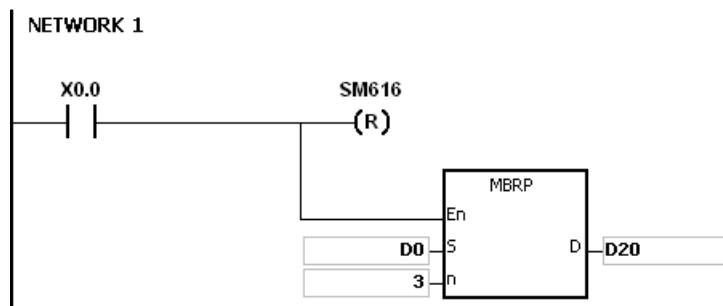 NETWORK 1
X0.0
SM616
(R)
MBRP
En
D0 S D D20
3 n